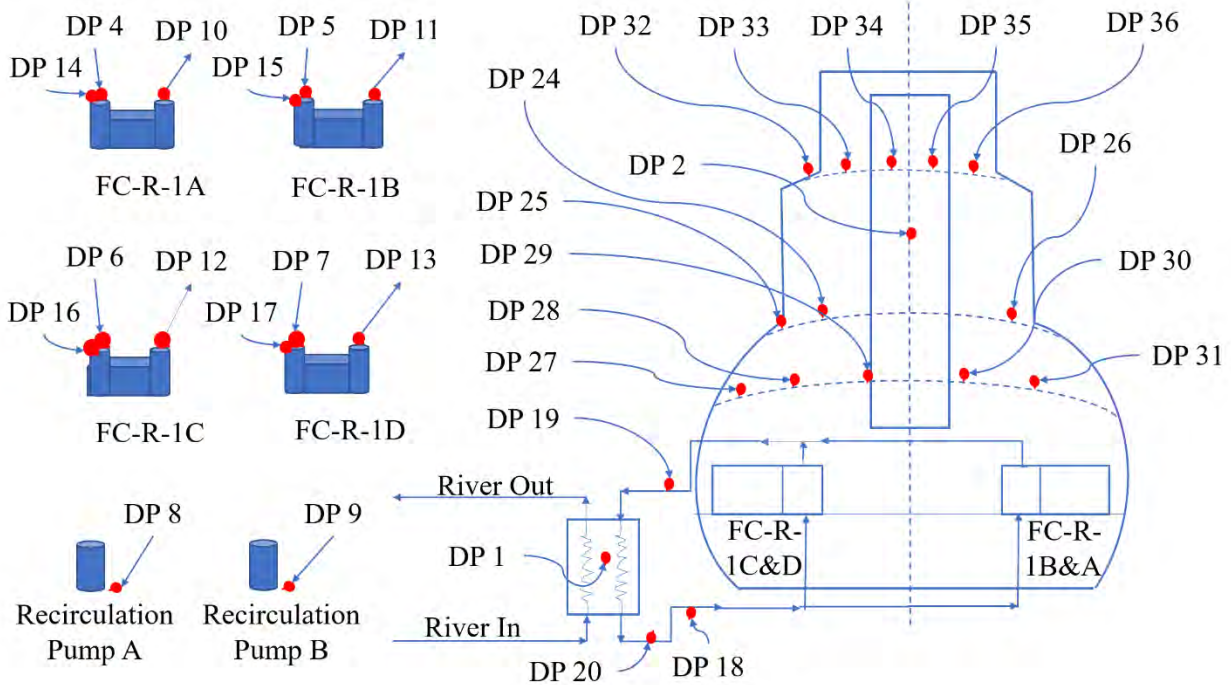 DP 4
DP 10
DP 14
FC-R-1A
DP 5
DP 11
DP 15
FC-R-1B
DP 6
DP 12
DP 16
FC-R-1C
DP 7
DP 13
DP 17
FC-R-1D
DP 8
Recirculation
Pump A
DP 9
Recirculation
Pump B
DP 32
DP 33
DP 34
DP 35
DP 36
DP 24
DP 2
DP 26
DP 25
DP 29
DP 30
DP 28
DP 27
DP 31
DP 19
River Out
DP 1
River In
DP 20
DP 18
FC-R-
1C&D
FC-R-
1B&A